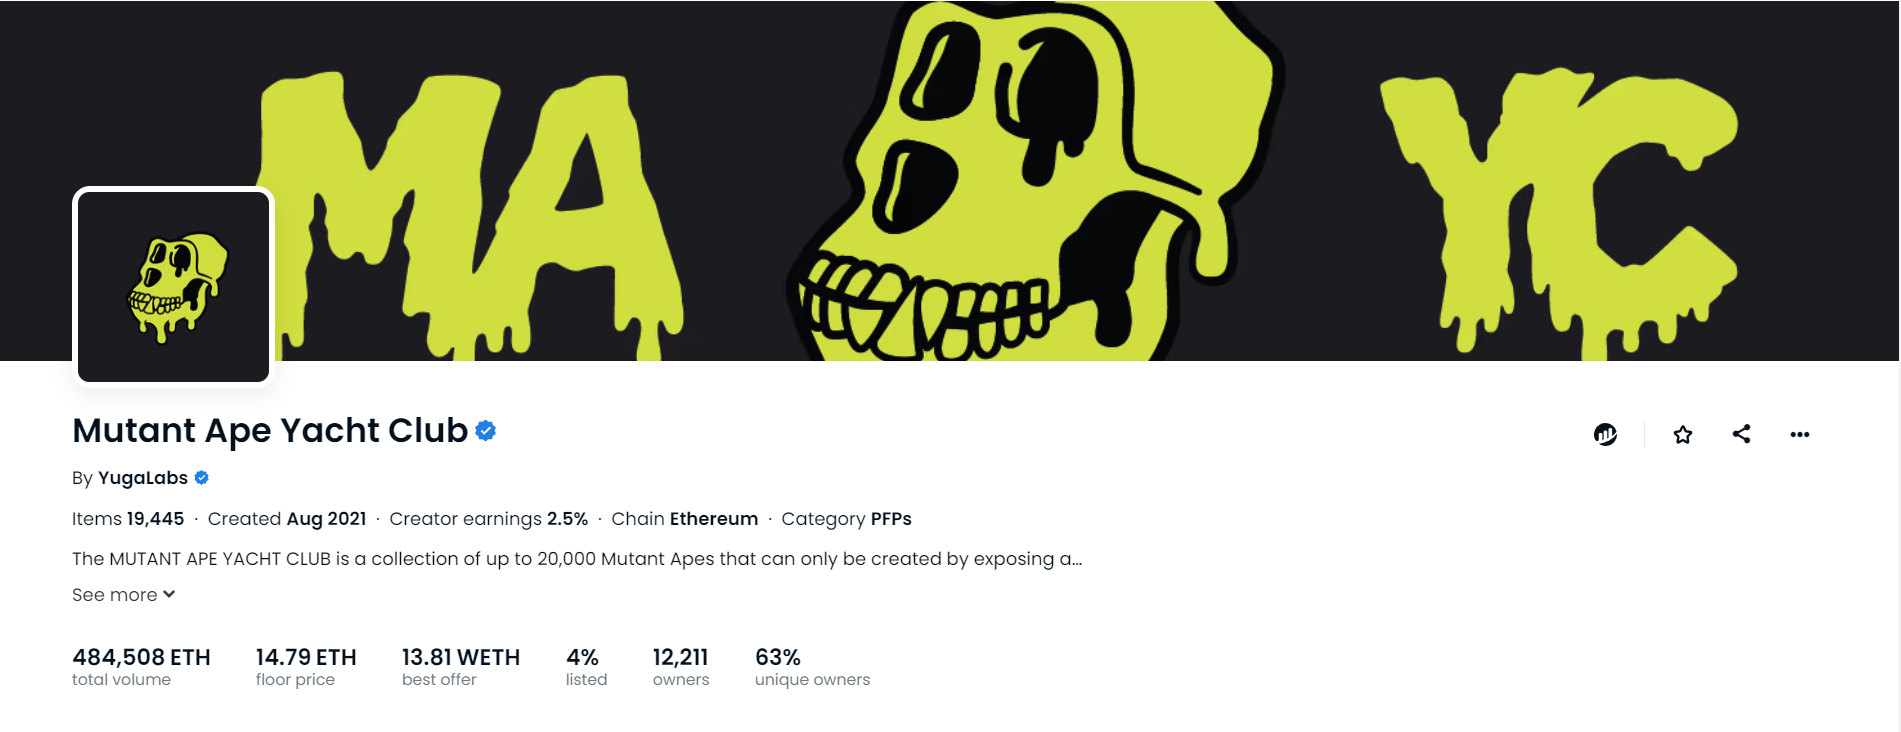 MA YC
Mutant Ape Yacht Club
By YugaLabs
Items 19,445 · Created Aug 2021 · Creator earnings 2.5% · Chain Ethereum · Category PFPs
The MUTANT APE YACHT CLUB is a collection of up to 20,000 Mutant Apes that can only be created by exposing a...
See more
484,508 ETH 14.79 ETH 13.81 WETH 4% 12,211 63%
total volume floor price best offer listed owners unique owners